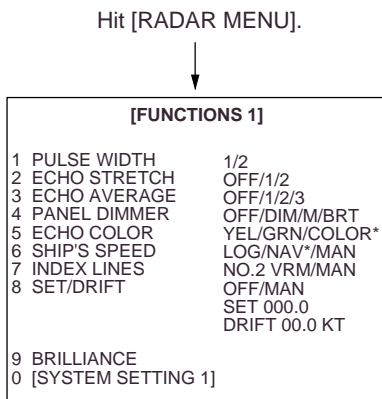 Hit [RADAR MENU].
[FUNCTIONS 1]
1 PULSE WIDTH 1/2
2 ECHO STRETCH OFF/1/2
3 ECHO AVERAGE OFF/1/2/3
4 PANEL DIMMER OFF/DIM/M/BRT
5 ECHO COLOR YEL/GRN/COLOR*
6 SHIP'S SPEED LOG/NAV*/MAN
7 INDEX LINES NO.2 VRM/MAN
8 SET/DRIFT OFF/MAN
SET 000.0
DRIFT 00.0 KT
9 BRILLIANCE
0 [SYSTEM SETTING 1]